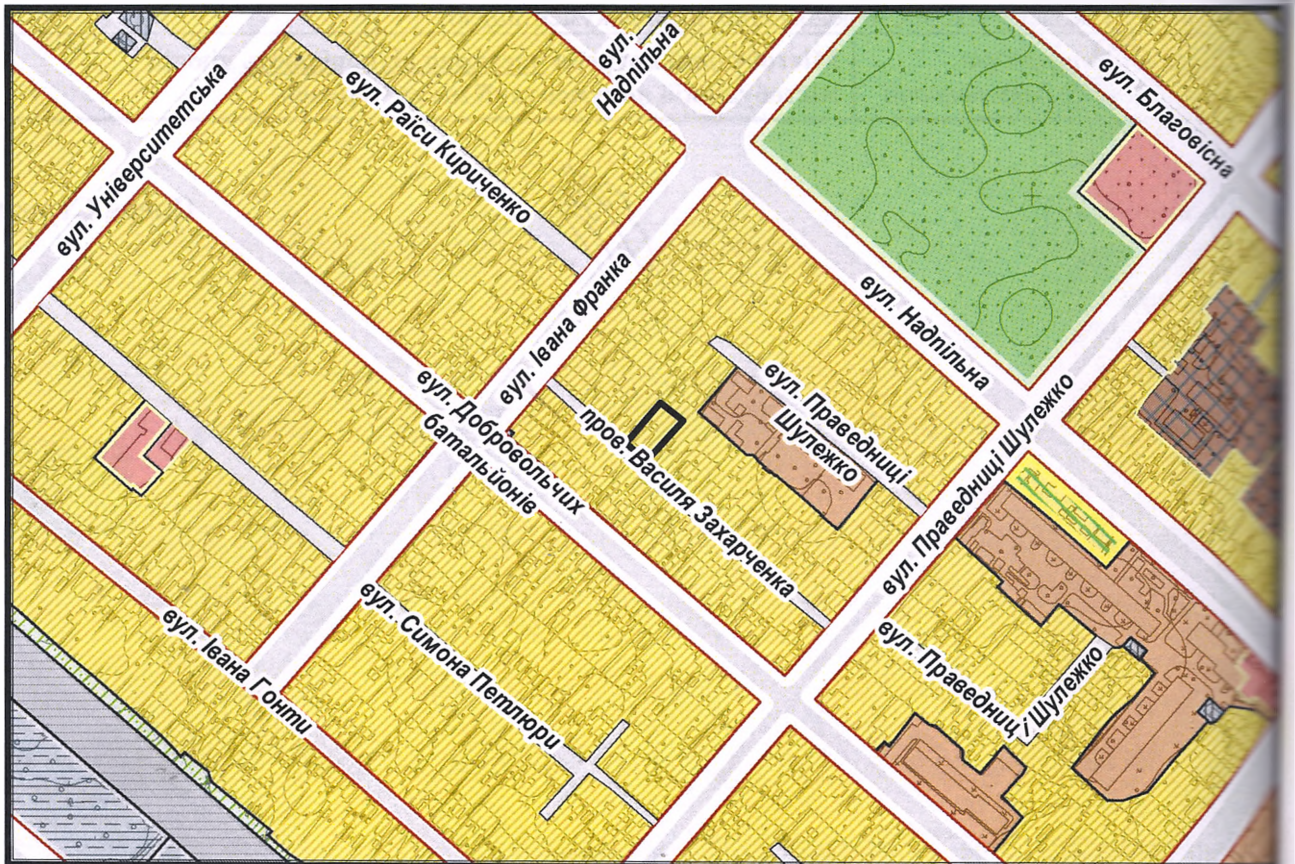 вул. Університетська
вул. Раїси Кириченко
вул.
Надпільна
вул. Благовісна
вул. Івана Франка
вул. Надпільна
вул. Добровольчих
батальйонів
пров. Василя Захарченка
вул. Праведниці
Шулежко
вул. Праведниці Шулежко
вул. Івана Гонти
вул. Симона Петлюри
вул. Праведниці Шулежко